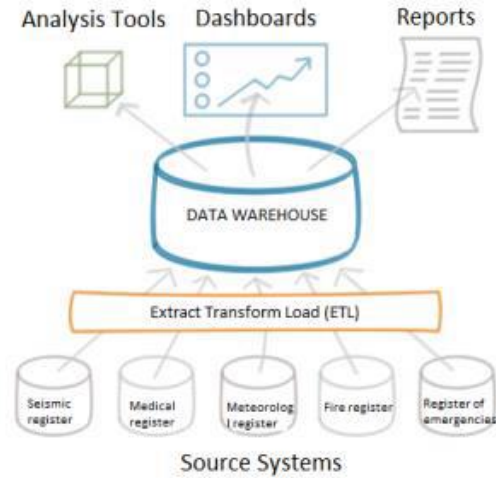 Analysis Tools
Dashboards
Reports
DATA WAREHOUSE
Extract Transform Load (ETL)
Seismic
register
Medical
register
Meteorolog
l register
Fire register
Register of
emergencies
Source Systems